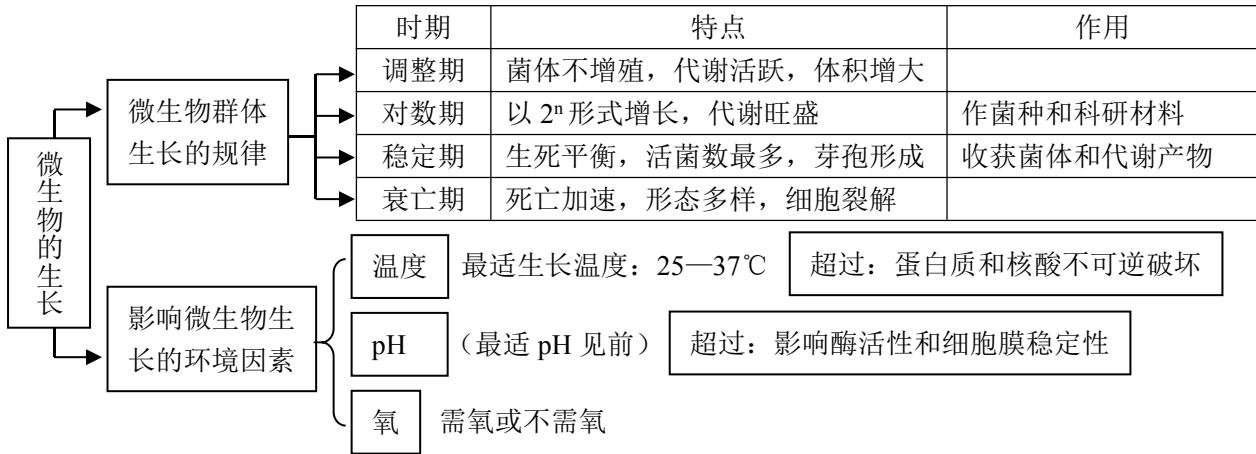 时期 特点 作用
调整期 菌体不增殖，代谢活跃，体积增大
对数期 以 2ⁿ 形式增长，代谢旺盛 作菌种和科研材料
稳定期 生死平衡，活菌数最多，芽孢形成 收获菌体和代谢产物
衰亡期 死亡加速，形态多样，细胞裂解
微生物群体
生长的规律
微生物的生长
影响微生物生
长的环境因素
温度 最适生长温度：25—37℃ 超过：蛋白质和核酸不可逆破坏
pH （最适 pH 见前） 超过：影响酶活性和细胞膜稳定性
氧 需氧或不需氧